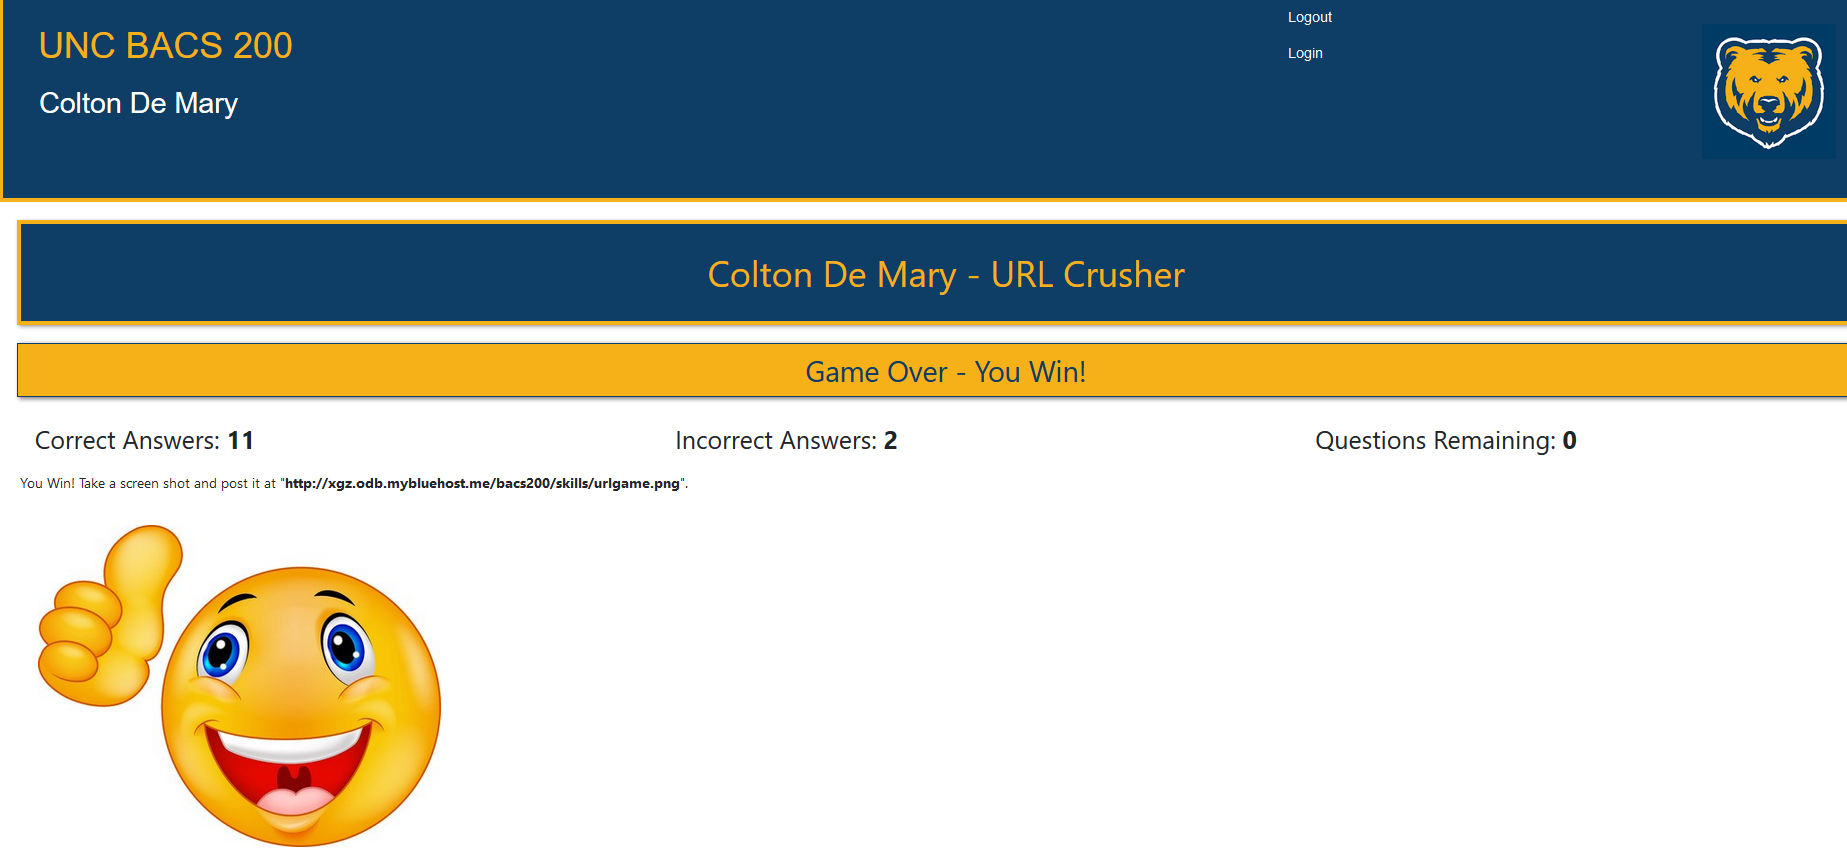 UNC BACS 200
Colton De Mary
Logout
Login
Colton De Mary - URL Crusher
Game Over - You Win!
Correct Answers: 11
Incorrect Answers: 2
Questions Remaining: 0
You Win! Take a screen shot and post it at "http://xgz.odb.mybluehost.me/bacs200/skills/urlgame.png".